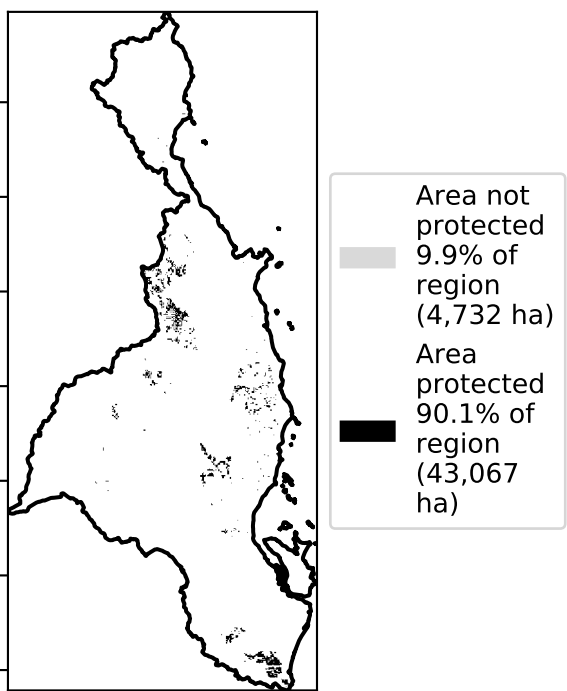 Area not
protected
9.9% of
region
(4,732 ha)
Area
protected
90.1% of
region
(43,067
ha)